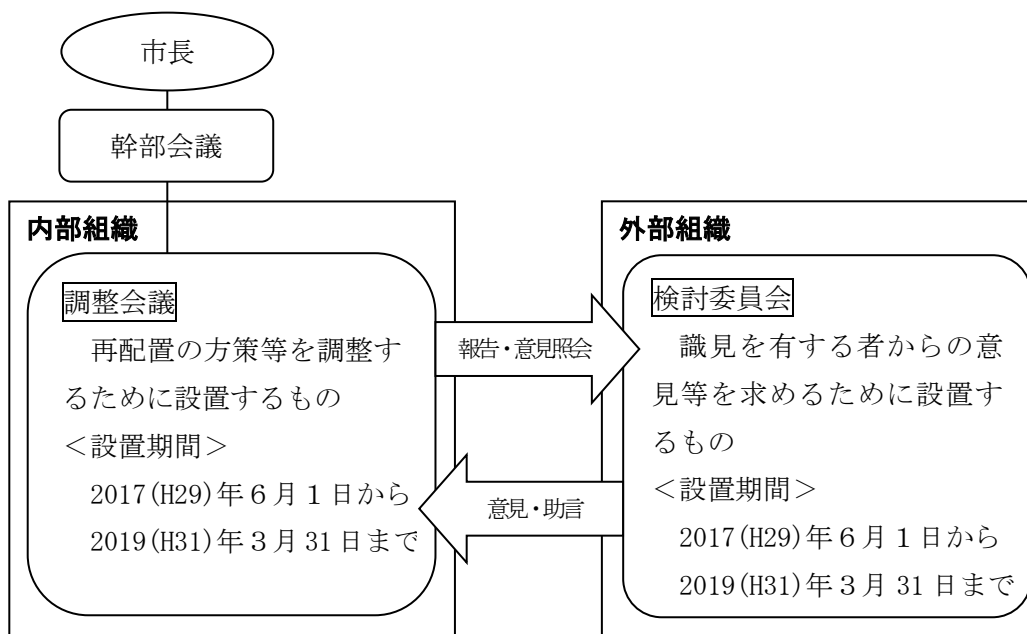 市長
幹部会議
内部組織
調整会議
再配置の方策等を調整す
るために設置するもの
＜設置期間＞
2017(H29)年６月１日から
2019(H31)年３月31日まで
報告・意見照会
意見・助言
外部組織
検討委員会
識見を有する者からの意
見等を求めるために設置す
るもの
＜設置期間＞
2017(H29)年６月１日から
2019(H31)年３月31日まで